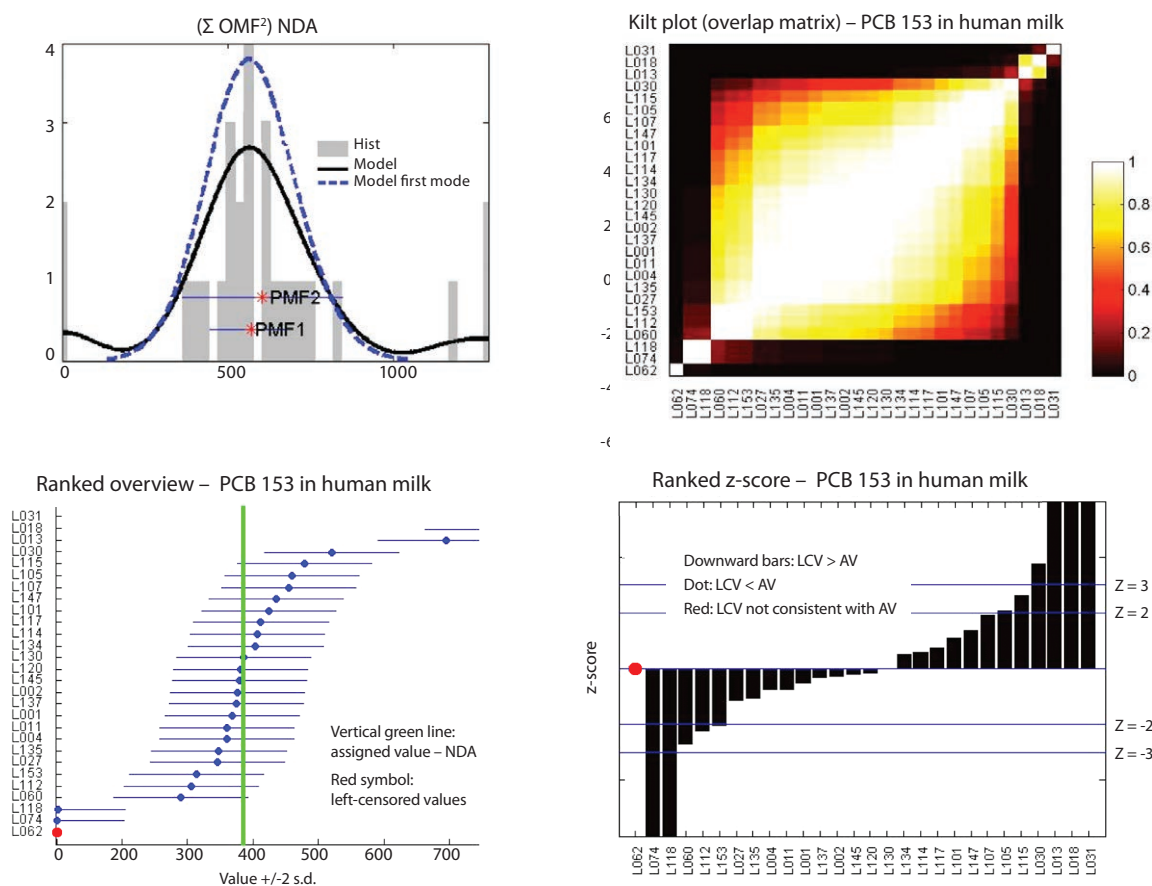 (Σ OMF²) NDA
4
3
2
1
0
0
500
1000
Hist
Model
Model first mode
PMF2
PMF1
Kilt plot (overlap matrix) – PCB 153 in human milk
L031
L018
L013
L030
L115
L105
L107
L147
L101
L117
L114
L134
L130
L120
L145
L002
L137
L001
L011
L004
L135
L027
L153
L112
L060
L118
L074
L062
6
4
2
0
-2
-4
-6
L062
L074
L118
L060
L112
L153
L027
L135
L004
L011
L001
L137
L002
L145
L120
L130
L134
L114
L117
L101
L147
L107
L105
L115
L030
L013
L018
L031
1
0.8
0.6
0.4
0.2
0
Ranked overview – PCB 153 in human milk
L031
L018
L013
L030
L115
L105
L107
L147
L101
L117
L114
L134
L130
L120
L145
L002
L137
L001
L011
L004
L135
L027
L153
L112
L060
L118
L074
L062
Vertical green line:
assigned value – NDA
Red symbol:
left-censored values
0
100
200
300
400
500
600
700
Value +/-2 s.d.
Ranked z-score – PCB 153 in human milk
Downward bars: LCV > AV
Dot: LCV < AV
Red: LCV not consistent with AV
Z = 3
Z = 2
Z = -2
Z = -3
z-score
L062
L074
L118
L060
L112
L153
L027
L135
L004
L011
L001
L137
L002
L145
L120
L130
L134
L114
L117
L101
L147
L107
L105
L115
L030
L013
L018
L031